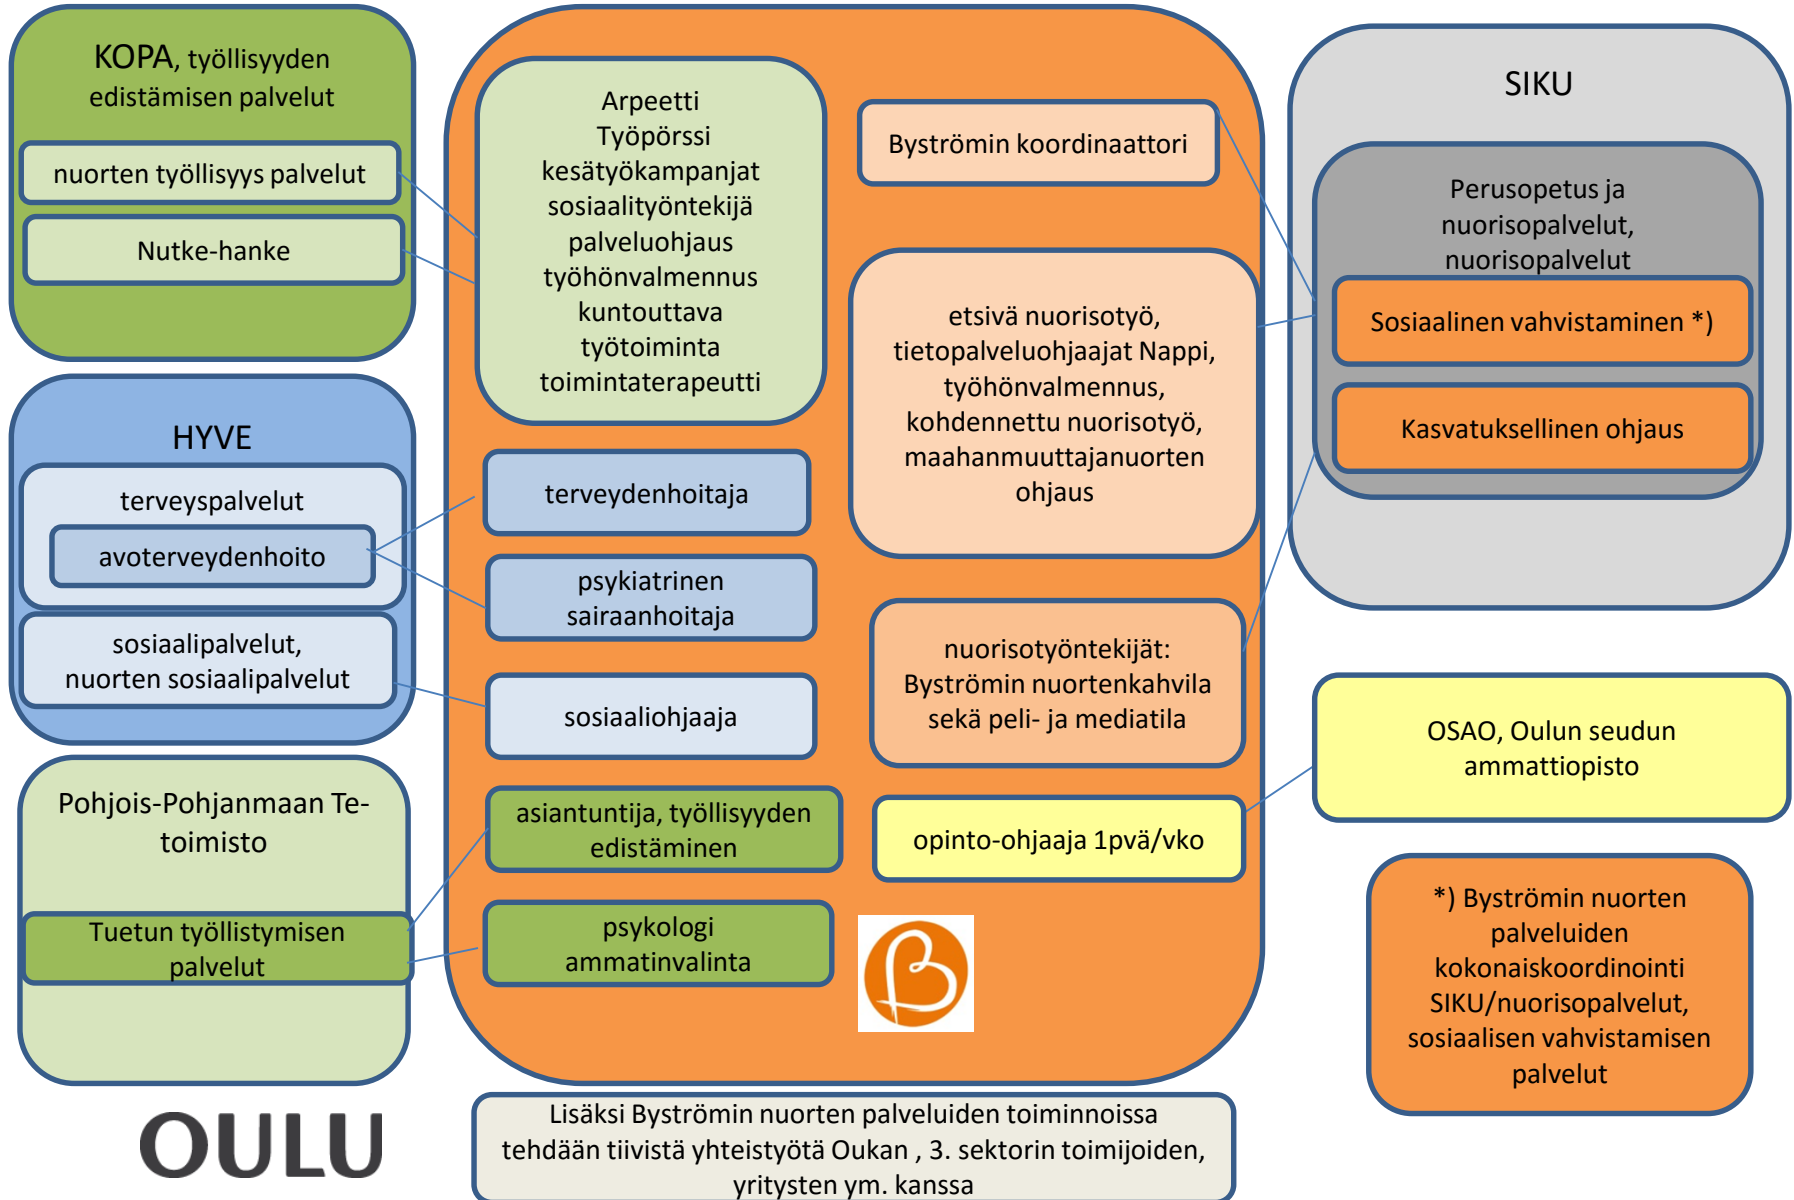 KOPA, työllisyyden
edistämisen palvelut
nuorten työllisyys palvelut
Nutke-hanke
HYVE
terveyspalvelut
avoterveydenhoito
sosiaalipalvelut,
nuorten sosiaalipalvelut
Pohjois-Pohjanmaan Te-
toimisto
Tuetun työllistymisen
palvelut
OULU
Arpeetti
Työpörssi
kesätyökampanjat
sosiaalityöntekijä
palveluohjaus
työhönvalmennus
kuntouttava
työtoiminta
toimintaterapeutti
terveydenhoitaja
psykiatrinen
sairaanhoitaja
sosiaaliohjaaja
asiantuntija, työllisyyden
edistäminen
psykologi
ammatinvalinta
Byströmin koordinaattori
etsivä nuorisotyö,
tietopalveluohjaajat Nappi,
työhönvalmennus,
kohdennettu nuorisotyö,
maahanmuuttajanuorten
ohjaus
nuorisotyöntekijät:
Byströmin nuortenkahvila
sekä peli- ja mediatila
opinto-ohjaaja 1pvä/vko
B
Lisäksi Byströmin nuorten palveluiden toiminnoissa
tehdään tiivistä yhteistyötä Oukan , 3. sektorin toimijoiden,
yritysten ym. kanssa
SIKU
Perusopetus ja
nuorisopalvelut,
nuorisopalvelut
Sosiaalinen vahvistaminen *)
Kasvatuksellinen ohjaus
OSAO, Oulun seudun
ammattiopisto
*) Byströmin nuorten
palveluiden
kokonaiskoordinointi
SIKU/nuorisopalvelut,
sosiaalisen vahvistamisen
palvelut